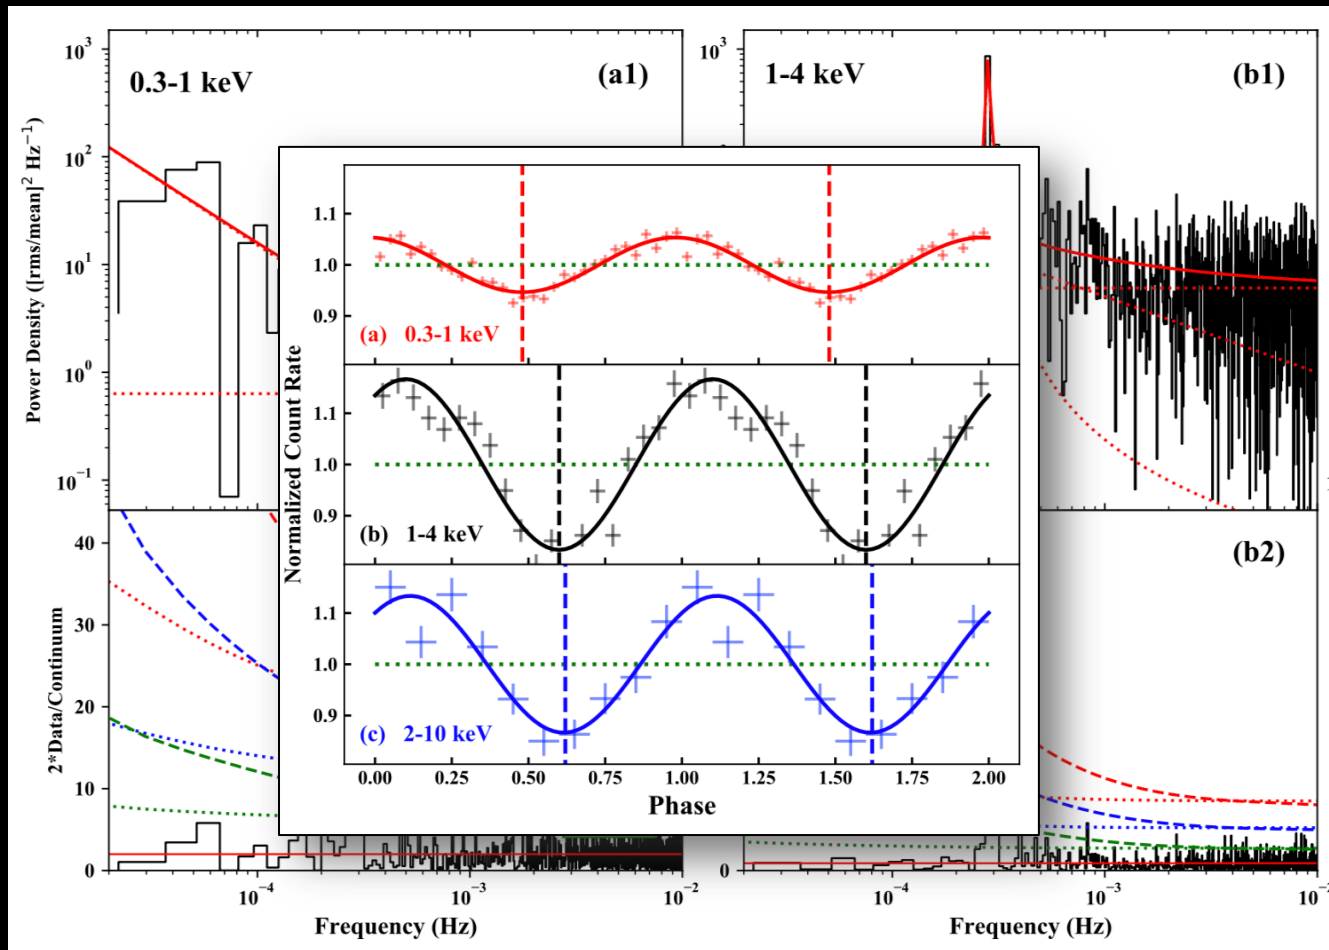 10³
10²
10¹
10⁰
10⁻¹
Power Density ([rms/mean]² Hz⁻¹)
0.3-1 keV
(a1)
10³
1-4 keV
(b1)
40
30
20
10
0
2*Data/Continuum
10⁻⁴
10⁻³
10⁻²
Frequency (Hz)
(b2)
0
10⁻⁴
10⁻³
10⁻²
Frequency (Hz)
Normalized Count Rate
1.1
1.0
0.9
(a) 0.3-1 keV
1.1
1.0
0.9
(b) 1-4 keV
1.1
1.0
0.9
(c) 2-10 keV
0.00 0.25 0.50 0.75 1.00 1.25 1.50 1.75 2.00
Phase